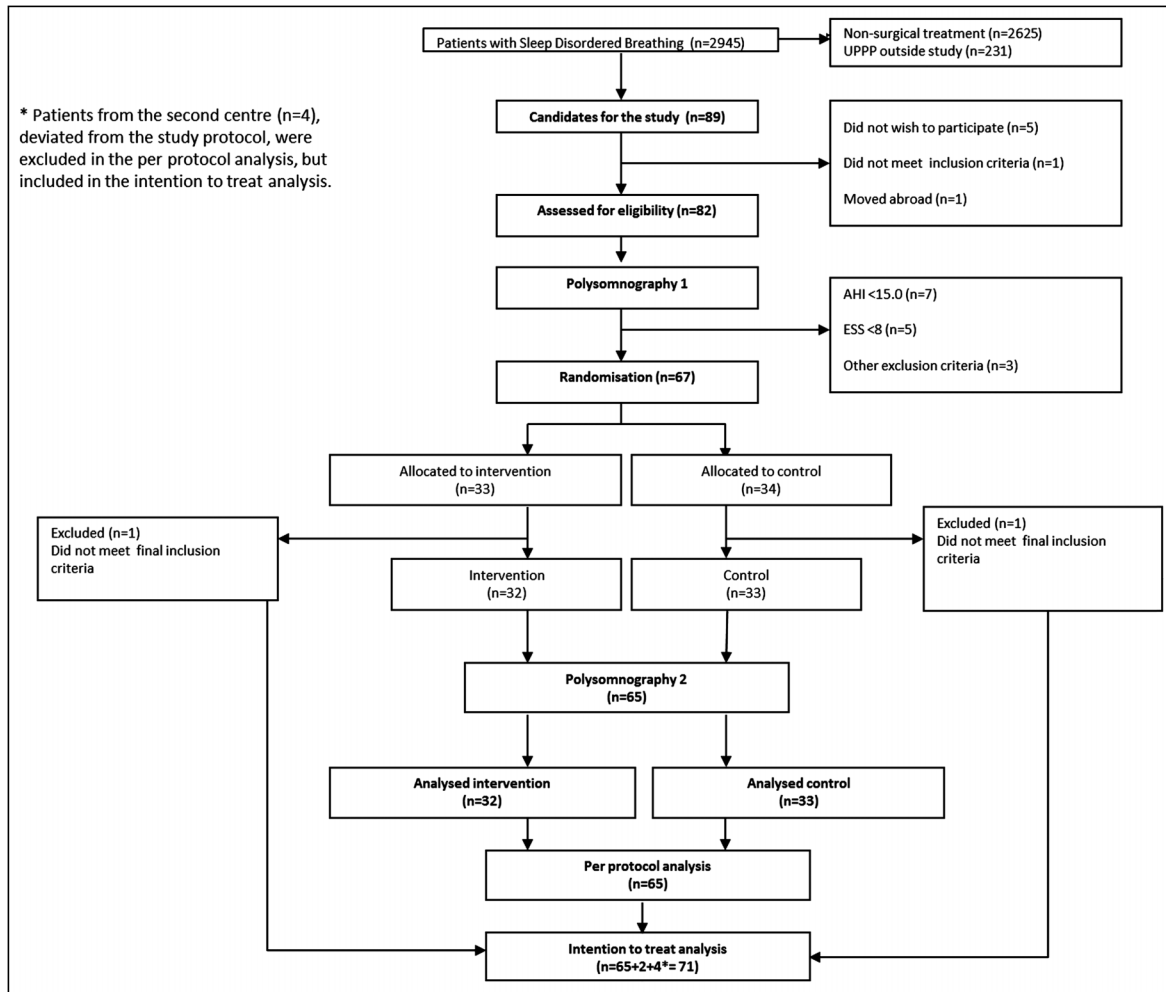 Patients with Sleep Disordered Breathing (n=2945)
Non-surgical treatment (n=2625)
UPPP outside study (n=231)
* Patients from the second centre (n=4),
deviated from the study protocol, were
excluded in the per protocol analysis, but
included in the intention to treat analysis.
Candidates for the study (n=89)
Did not wish to participate (n=5)
Did not meet inclusion criteria (n=1)
Moved abroad (n=1)
Assessed for eligibility (n=82)
Polysomnography 1
AHI <15.0 (n=7)
ESS <8 (n=5)
Other exclusion criteria (n=3)
Randomisation (n=67)
Allocated to intervention
(n=33)
Allocated to control
(n=34)
Excluded (n=1)
Did not meet final inclusion
criteria
Excluded (n=1)
Did not meet final inclusion
criteria
Intervention
(n=32)
Control
(n=33)
Polysomnography 2
(n=65)
Analysed intervention
(n=32)
Analysed control
(n=33)
Per protocol analysis
(n=65)
Intention to treat analysis
(n=65+2+4*= 71)